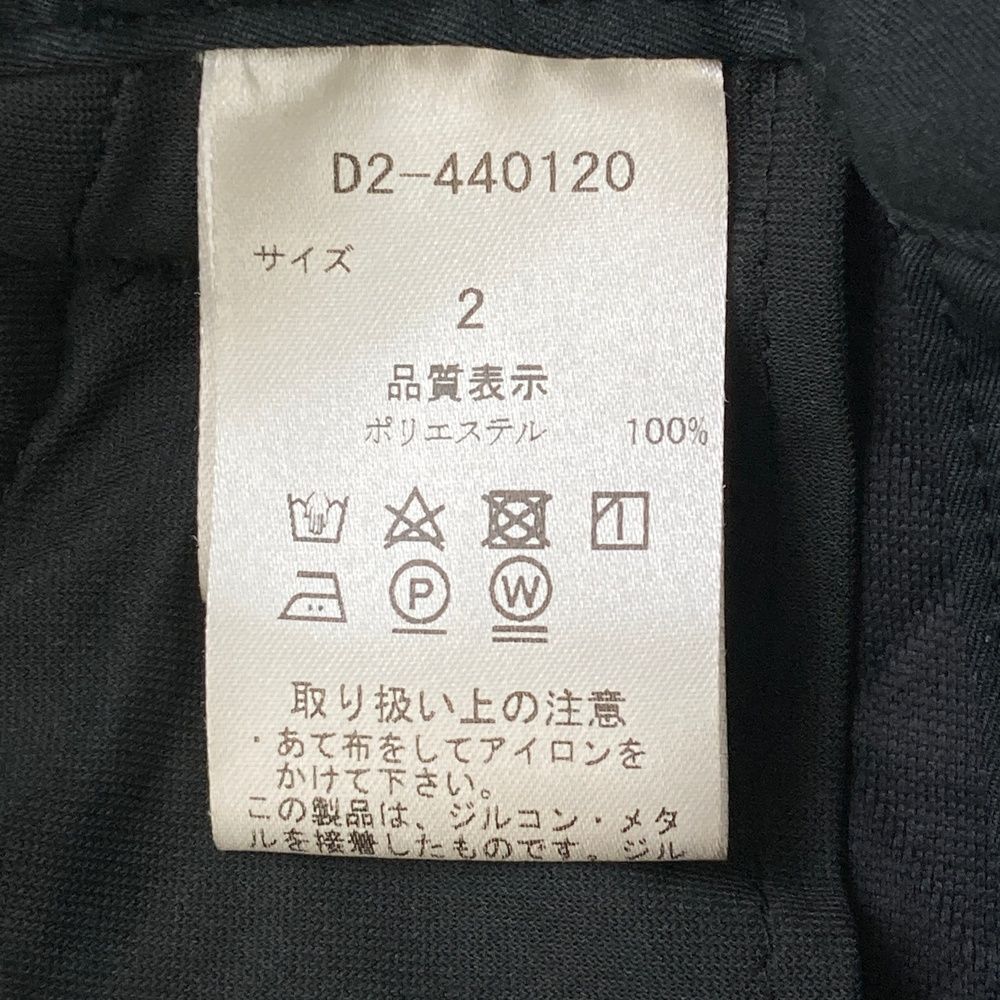 D2-440120
サイズ
2
品質表示
ポリエステル 100%
P W
取り扱い上の注意
・あて布をしてアイロンを
かけて下さい。
この製品は、ジルコン・メタ
ルを接着したものです。ジル